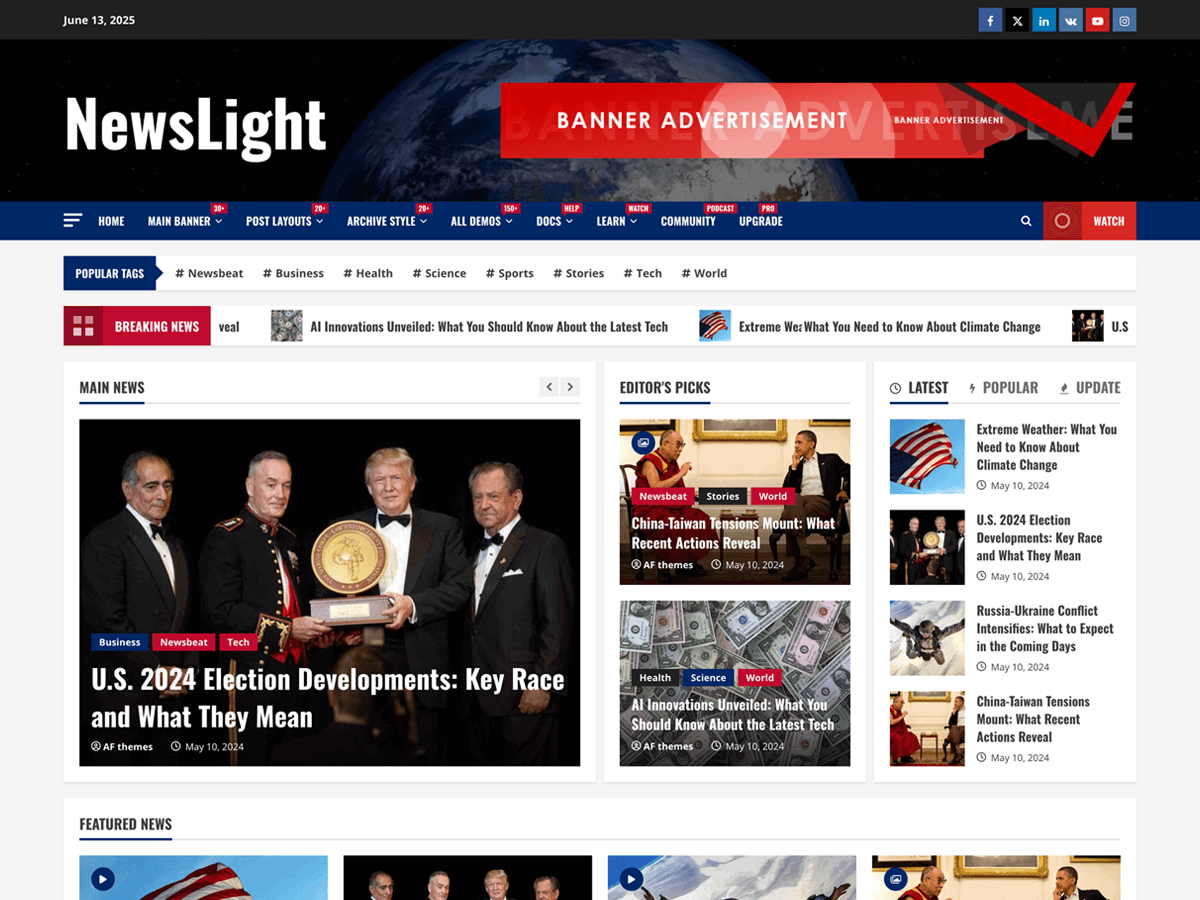 June 13, 2025
NewsLight
BANNER ADVERTISEMENT
BANNER ADVERTISEMENT
30+ 20+ 20+ 150+ HELP WATCH PODCAST PRO
HOME MAIN BANNER POST LAYOUTS ARCHIVE STYLE ALL DEMOS DOCS LEARN COMMUNITY UPGRADE WATCH
POPULAR TAGS # Newsbeat # Business # Health # Science # Sports # Stories # Tech # World
BREAKING NEWS veal AI Innovations Unveiled: What You Should Know About the Latest Tech Extreme Wea What You Need to Know About Climate Change U.S
MAIN NEWS
Business Newsbeat Tech
U.S. 2024 Election Developments: Key Race
and What They Mean
AF themes May 10, 2024
EDITOR'S PICKS
Newsbeat Stories World
China-Taiwan Tensions Mount: What
Recent Actions Reveal
AF themes May 10, 2024
Health Science World
AI Innovations Unveiled: What You
Should Know About the Latest Tech
AF themes May 10, 2024
LATEST POPULAR UPDATE
Extreme Weather: What You
Need to Know About
Climate Change
May 10, 2024
U.S. 2024 Election
Developments: Key Race
and What They Mean
May 10, 2024
Russia-Ukraine Conflict
Intensifies: What to Expect
in the Coming Days
May 10, 2024
China-Taiwan Tensions
Mount: What Recent
Actions Reveal
May 10, 2024
FEATURED NEWS